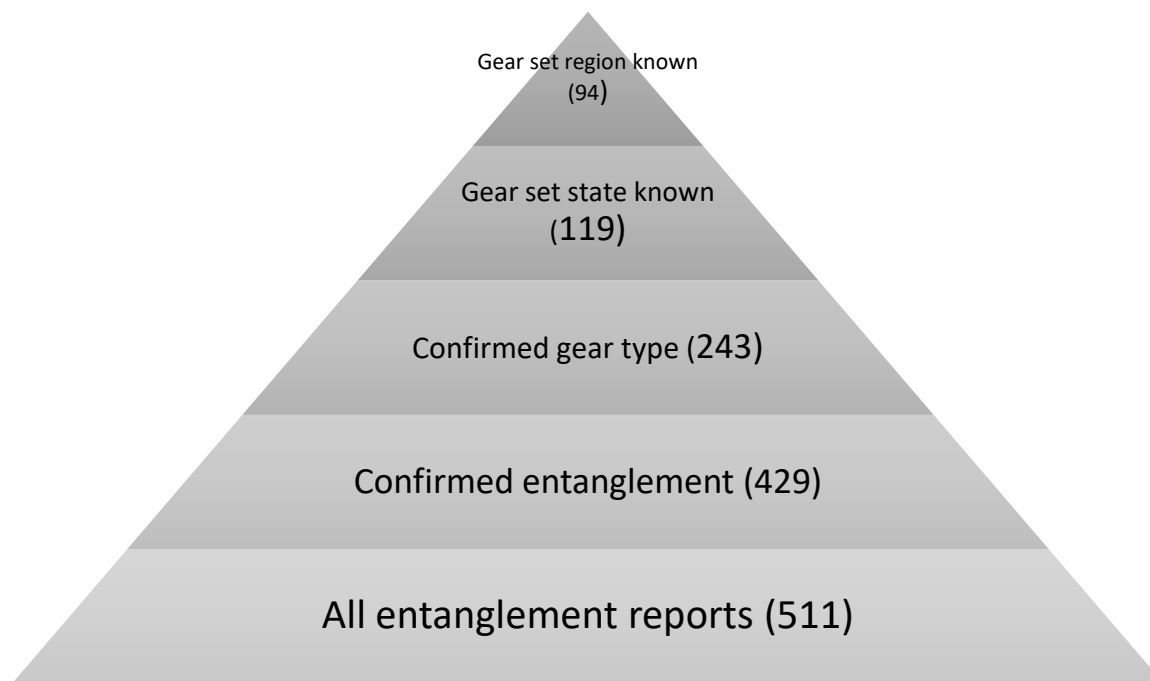 Gear set region known
(94)
Gear set state known
(119)
Confirmed gear type (243)
Confirmed entanglement (429)
All entanglement reports (511)